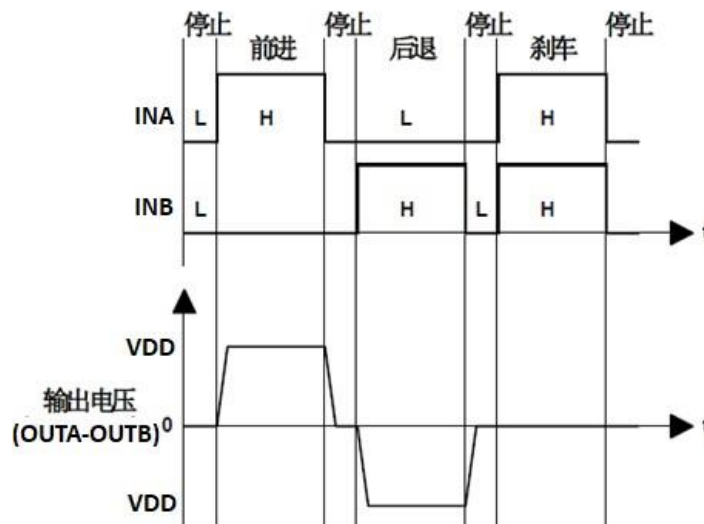 停止 停止 停止 停止
前进 后退 刹车
INA L H L H
INB L H L H
t
VDD
输出电压 0
(OUTA-OUTB) t
VDD